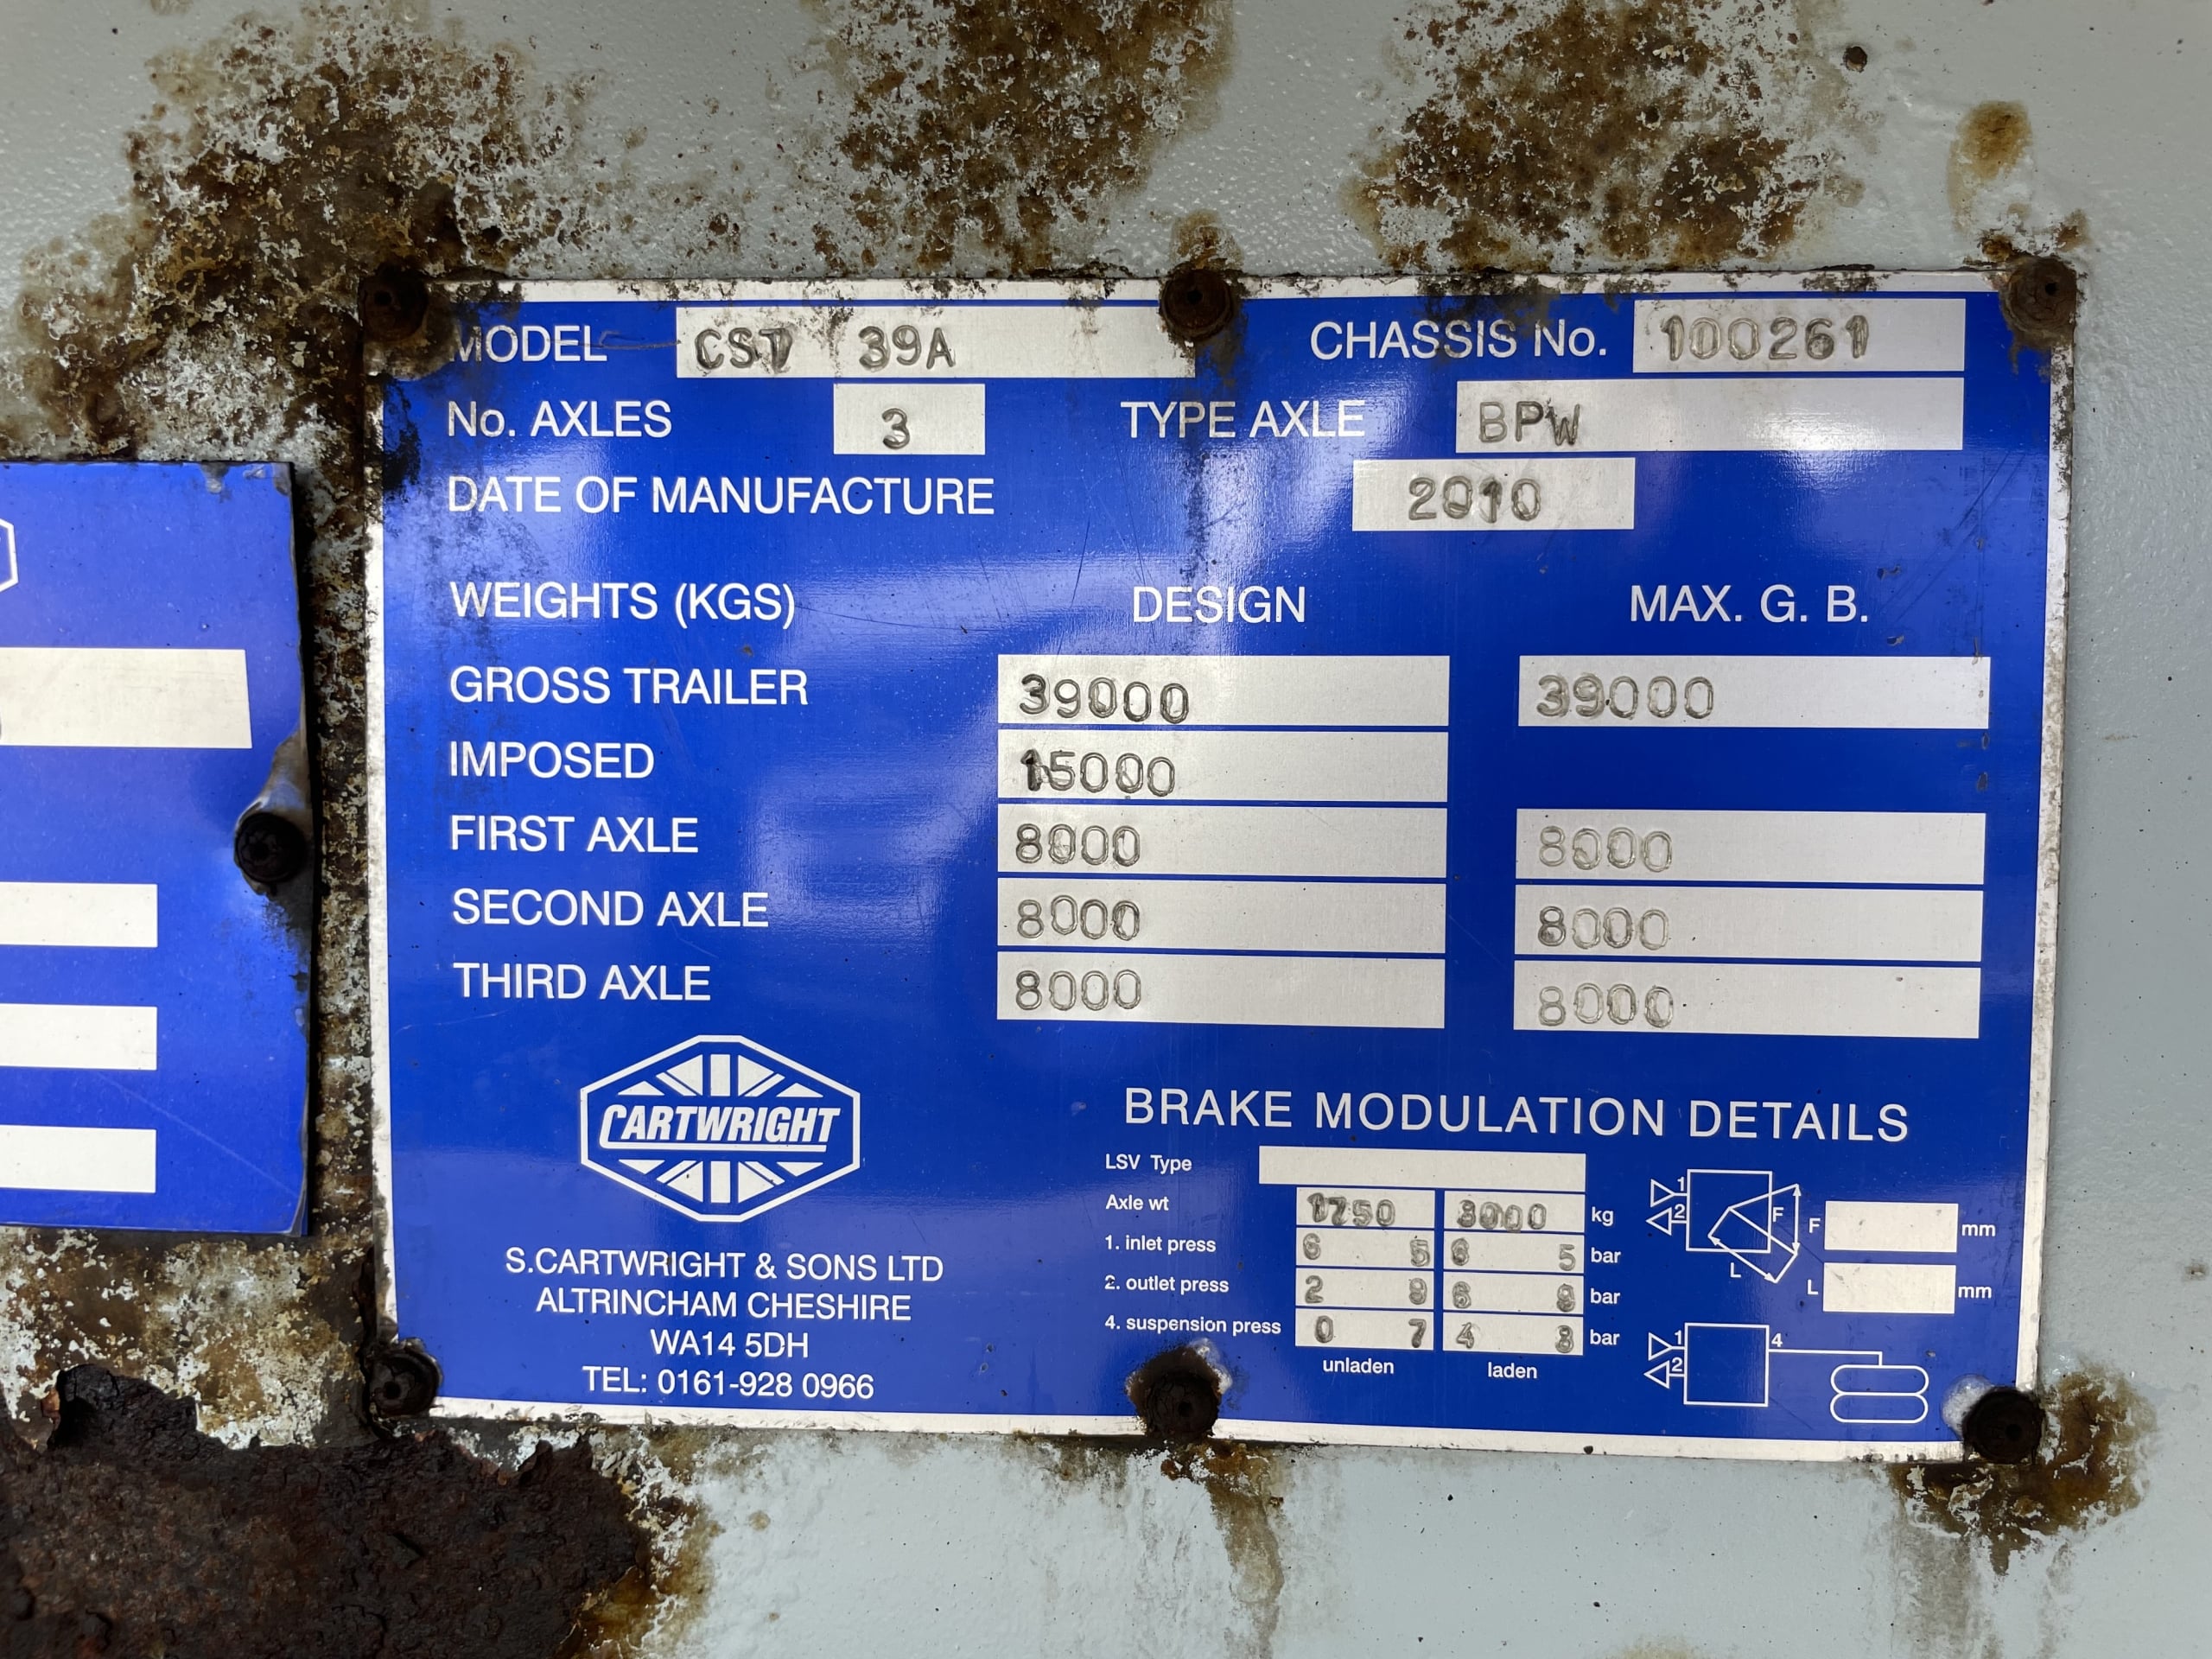 MODEL CST 39A CHASSIS No. 100261
No. AXLES 3 TYPE AXLE BPW
DATE OF MANUFACTURE 2010
WEIGHTS (KGS) DESIGN MAX. G. B.
GROSS TRAILER 39000 39000
IMPOSED 15000
FIRST AXLE 8000 8000
SECOND AXLE 8000 8000
THIRD AXLE 8000 8000
CARTWRIGHT
S.CARTWRIGHT & SONS LTD
ALTRINCHAM CHESHIRE
WA14 5DH
TEL: 0161-928 0966
BRAKE MODULATION DETAILS
LSV Type
Axle wt 1750 8000 kg
1. inlet press 6 5 6 5 bar
2. outlet press 2 bar
4. suspension press 0 7 4 bar
unladen laden
1
2
F
L
F mm
L mm
1
2
4